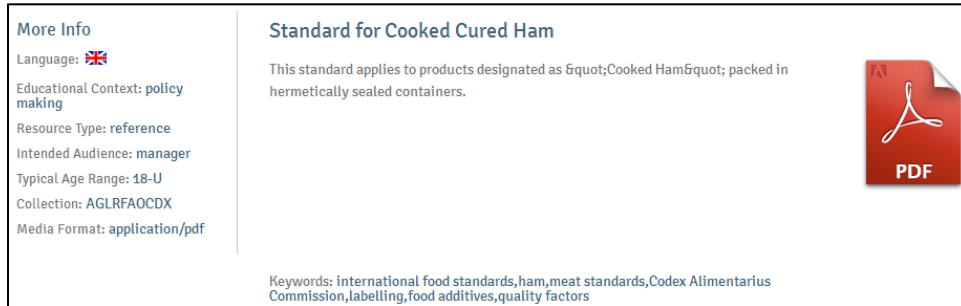 More Info
Language:
Educational Context: policy
making
Resource Type: reference
Intended Audience: manager
Typical Age Range: 18-U
Collection: AGLRFAOCDX
Media Format: application/pdf
Standard for Cooked Cured Ham
This standard applies to products designated as &quot;Cooked Ham&quot; packed in
hermetically sealed containers.
PDF
Keywords: international food standards,ham,meat standards,Codex Alimentarius
Commission,labelling,food additives,quality factors